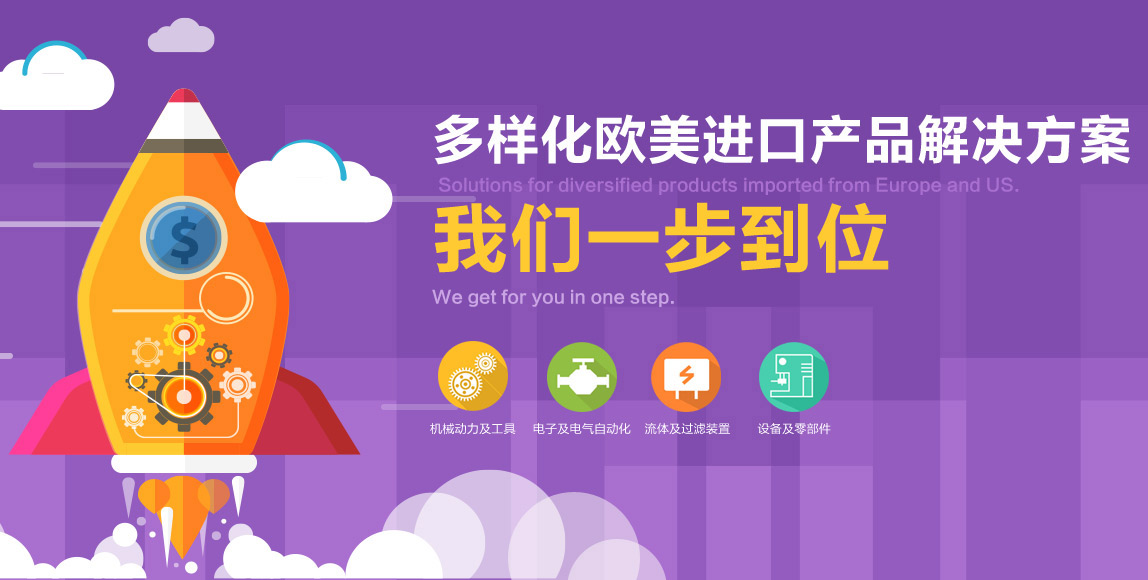 多样化欧美进口产品解决方案
Solutions for diversified products imported from Europe and US.
我们一步到位
We get for you in one step.
机械动力及工具 电子及电气自动化 流体及过滤装置 设备及零部件
$